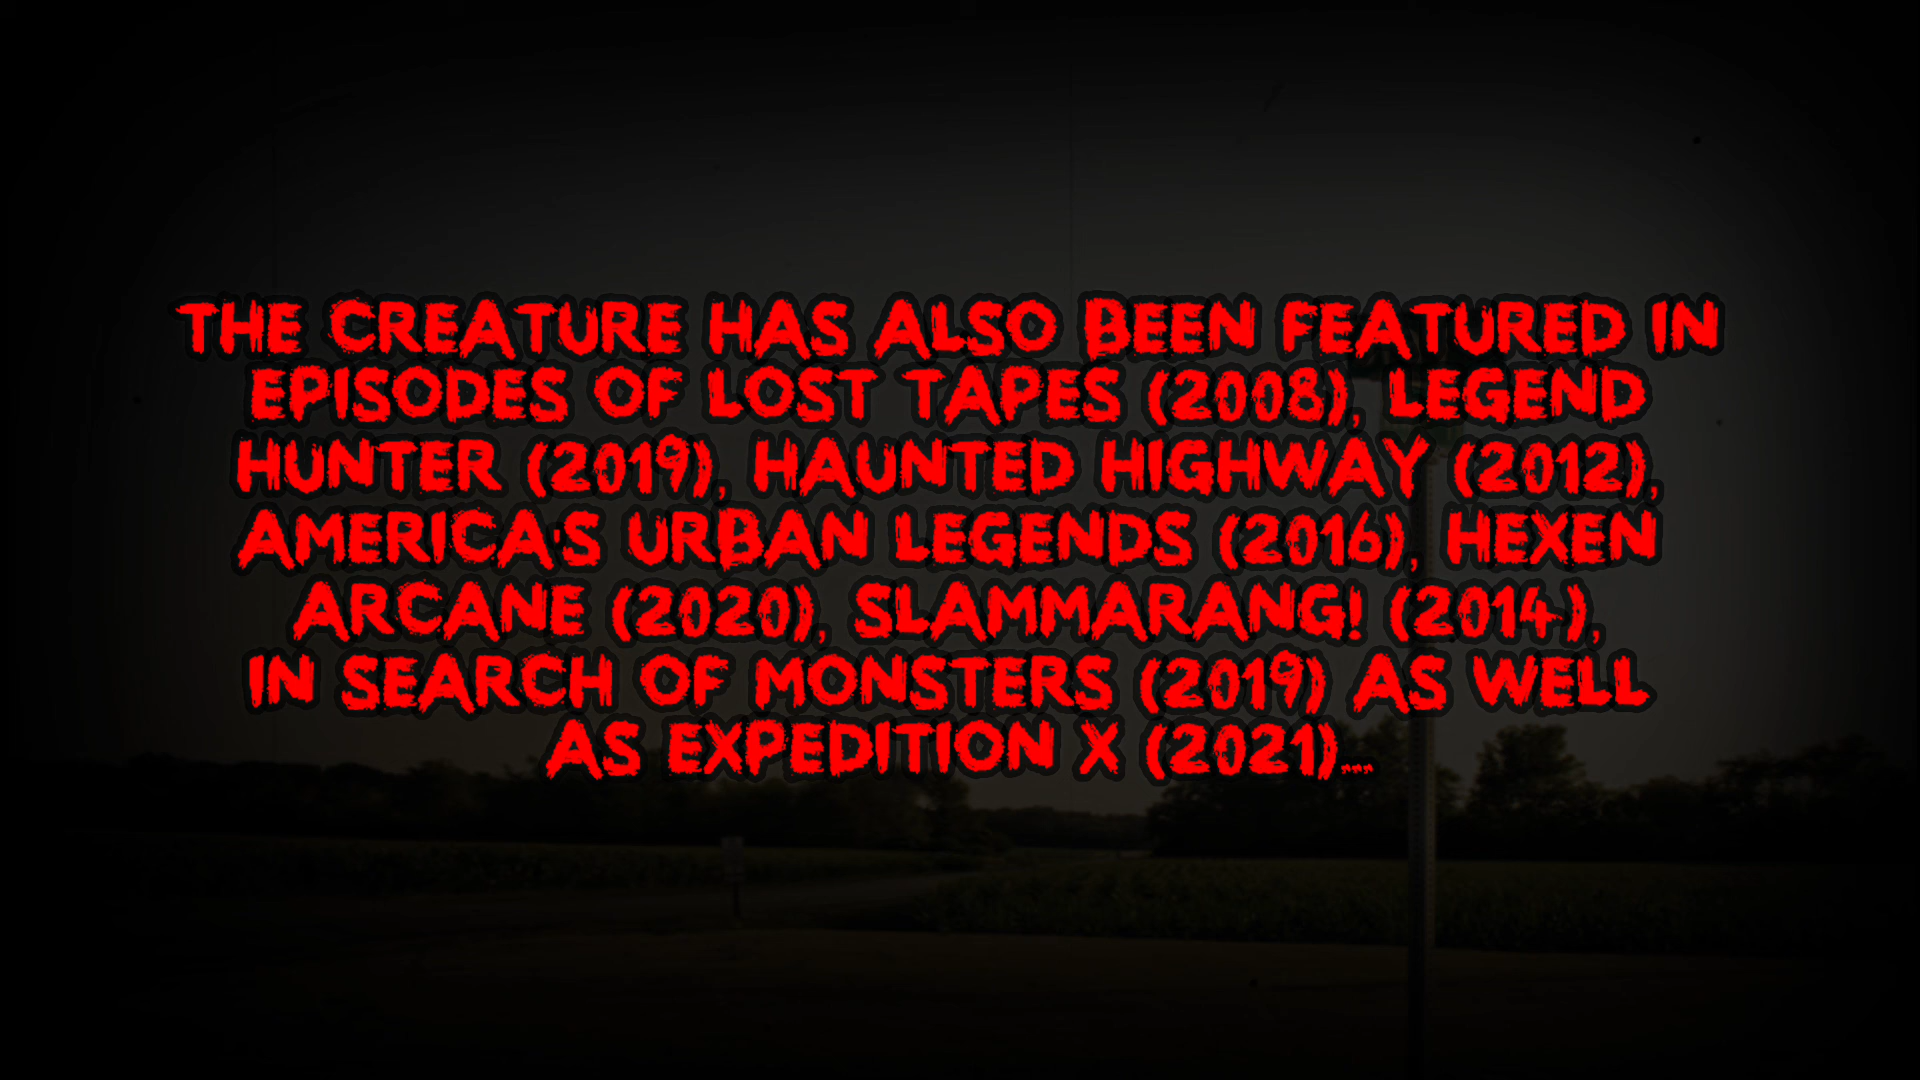 THE CREATURE HAS ALSO BEEN FEATURED IN
EPISODES OF LOST TAPES (2008), LEGEND
HUNTER (2019), HAUNTED HIGHWAY (2012),
AMERICA'S URBAN LEGENDS (2016), HEXEN
ARCANE (2020), SLAMMARANG! (2014),
IN SEARCH OF MONSTERS (2019) AS WELL
AS EXPEDITION X (2021)...